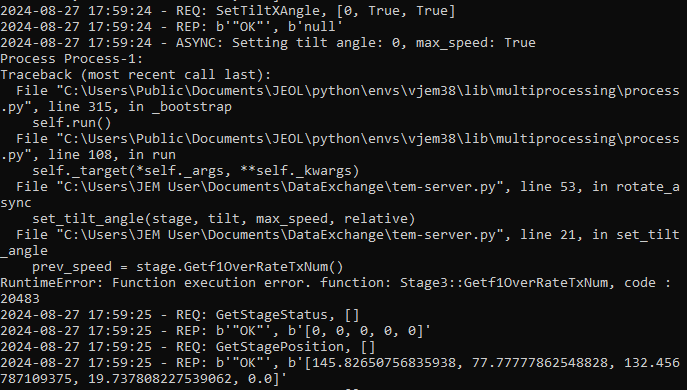 2024-08-27 17:59:24 - REQ: SetTiltXAngle, [0, True, True]
2024-08-27 17:59:24 - REP: b'"OK"', b'null'
2024-08-27 17:59:24 - ASYNC: Setting tilt angle: 0, max_speed: True
Process Process-1:
Traceback (most recent call last):
  File "C:\Users\Public\Documents\JEOL\python\envs\vjem38\lib\multiprocessing\process
.py", line 315, in _bootstrap
    self.run()
  File "C:\Users\Public\Documents\JEOL\python\envs\vjem38\lib\multiprocessing\process
.py", line 108, in run
    self._target(*self._args, **self._kwargs)
  File "C:\Users\JEM User\Documents\DataExchange\tem-server.py", line 53, in rotate_a
sync
    set_tilt_angle(stage, tilt, max_speed, relative)
  File "C:\Users\JEM User\Documents\DataExchange\tem-server.py", line 21, in set_tilt
_angle
    prev_speed = stage.Getf1OverRateTxNum()
RuntimeError: Function execution error. function: Stage3::Getf1OverRateTxNum, code :
20483
2024-08-27 17:59:25 - REQ: GetStageStatus, []
2024-08-27 17:59:25 - REP: b'"OK"', b'[0, 0, 0, 0, 0]'
2024-08-27 17:59:25 - REQ: GetStagePosition, []
2024-08-27 17:59:25 - REP: b'"OK"', b'[145.82650756835938, 77.77777862548828, 132.456
787109375, 19.737808227539062, 0.0]'